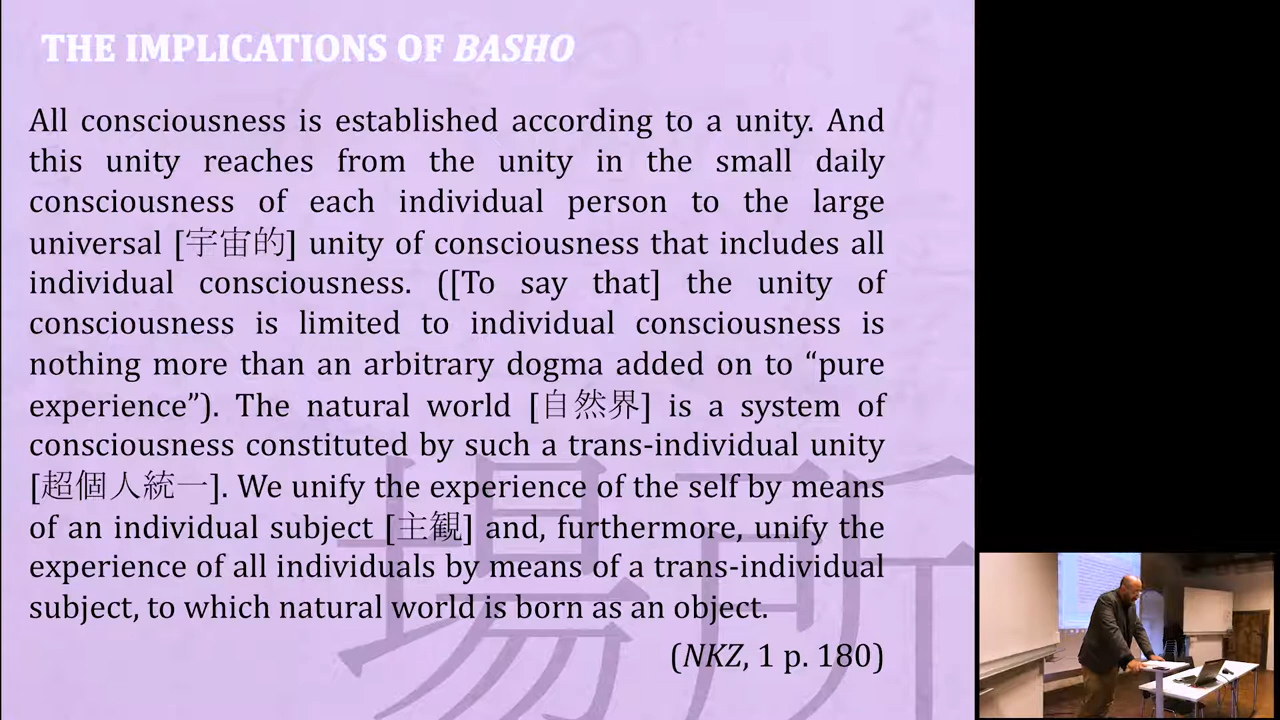 THE IMPLICATIONS OF BASHO
All consciousness is established according to a unity. And
this unity reaches from the unity in the small daily
consciousness of each individual person to the large
universal [宇宙的] unity of consciousness that includes all
individual consciousness. ([To say that] the unity of
consciousness is limited to individual consciousness is
nothing more than an arbitrary dogma added on to “pure
experience”). The natural world [自然界] is a system of
consciousness constituted by such a trans-individual unity
[超個人統一]. We unify the experience of the self by means
of an individual subject [主観] and, furthermore, unify the
experience of all individuals by means of a trans-individual
subject, to which natural world is born as an object.
(NKZ, 1 p. 180)
場所